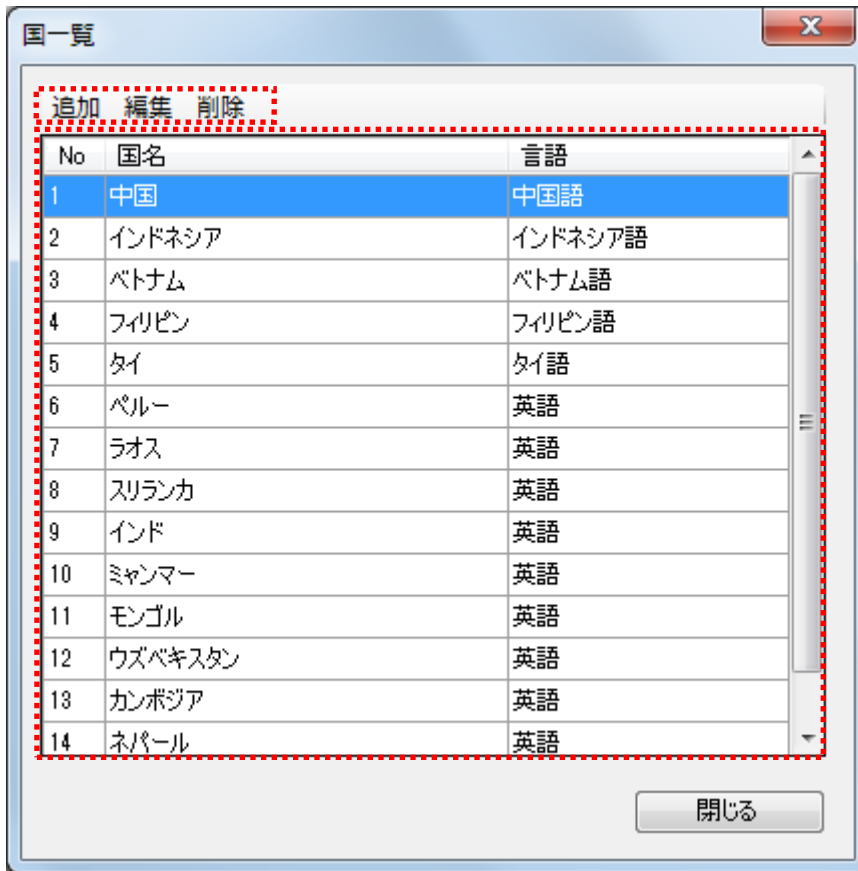 国一覧
追加 編集 削除
No 国名 言語
1 中国 中国語
2 インドネシア インドネシア語
3 ベトナム ベトナム語
4 フィリピン フィリピン語
5 タイ タイ語
6 ペルー 英語
7 ラオス 英語
8 スリランカ 英語
9 インド 英語
10 ミャンマー 英語
11 モンゴル 英語
12 ウズベキスタン 英語
13 カンボジア 英語
14 ネパール 英語
閉じる